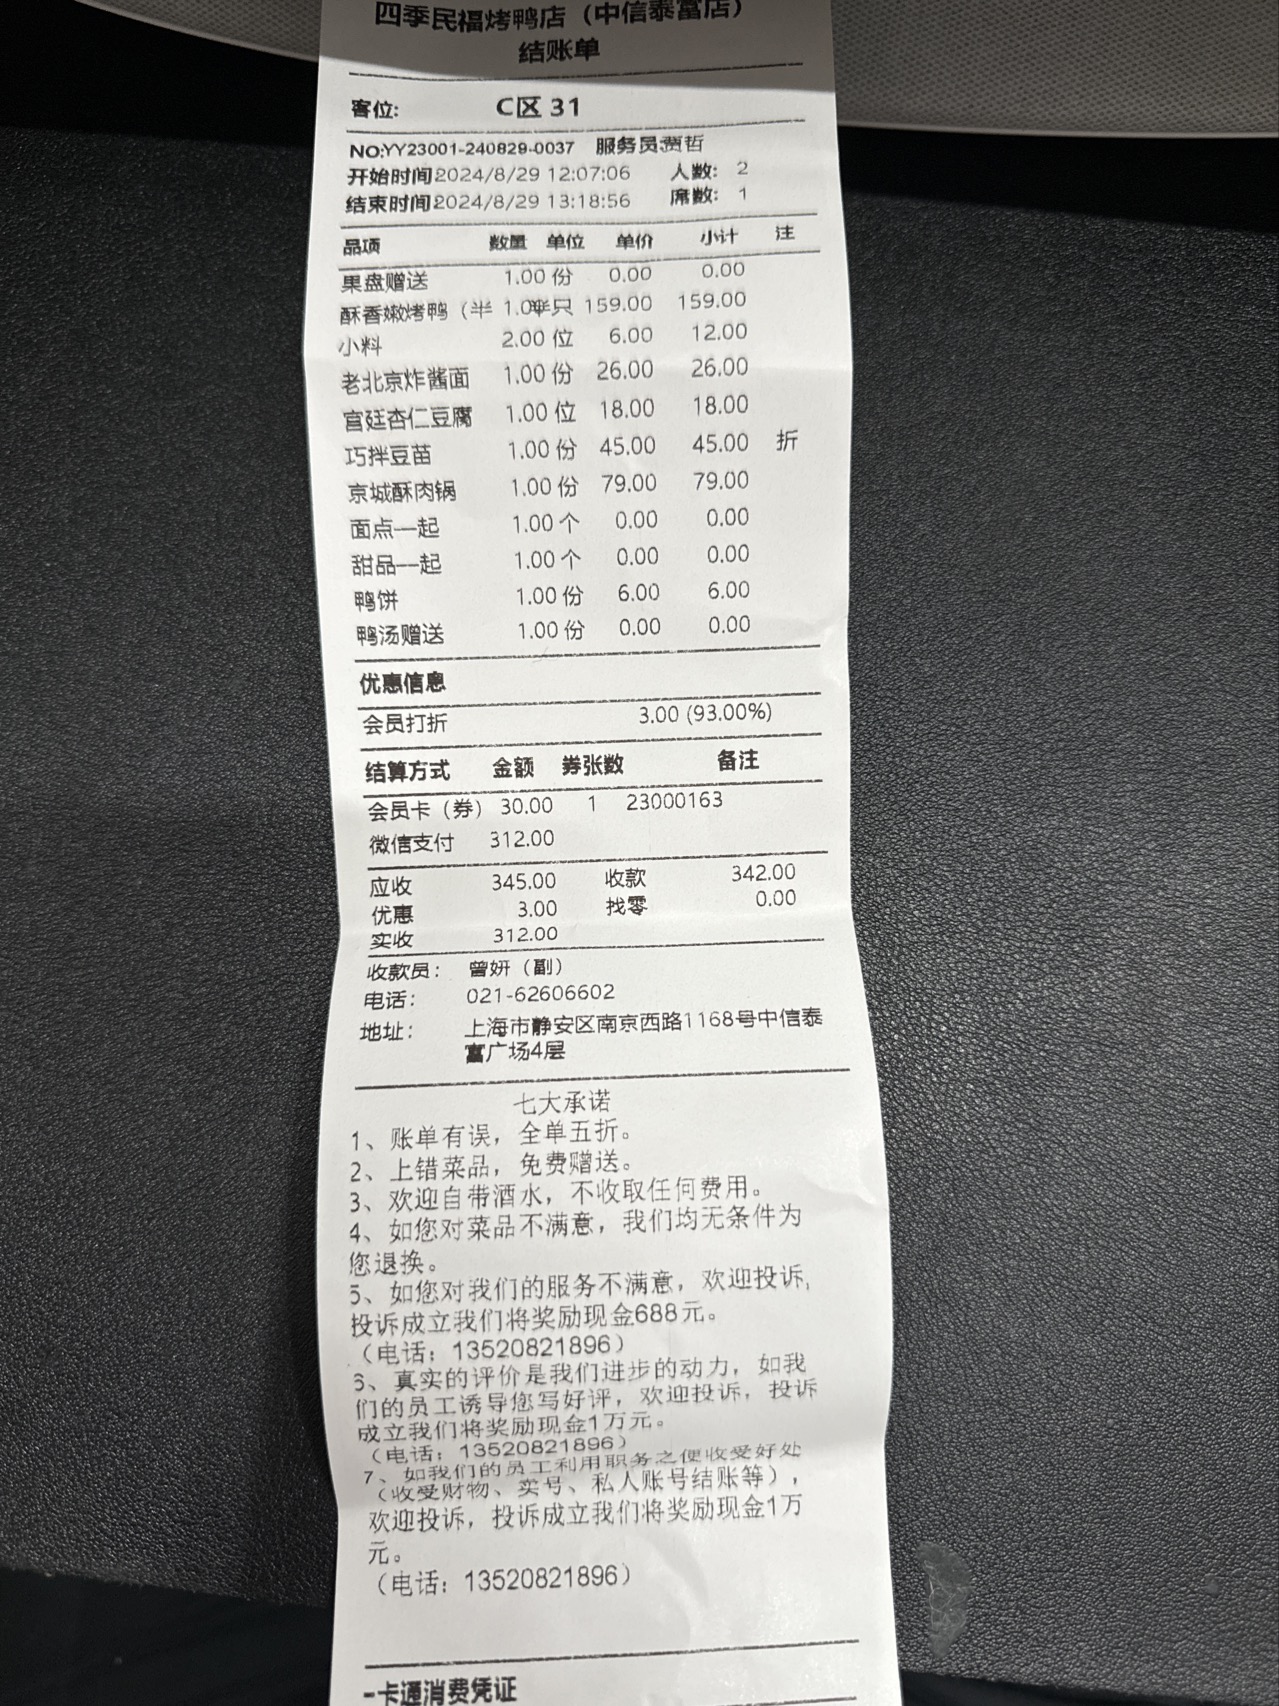 四季民福烤鸭店（中信泰富店）
结账单
客位: C区 31
NO:YY23001-240829-0037 服务员:贾哲
开始时间2024/8/29 12:07:06 人数: 2
结束时间2024/8/29 13:18:56 席数: 1
品项 数量 单位 单价 小计 注
果盘赠送 1.00 份 0.00 0.00
酥香嫩烤鸭（半 1.00半只 159.00 159.00
小料 2.00 位 6.00 12.00
老北京炸酱面 1.00 份 26.00 26.00
宫廷杏仁豆腐 1.00 位 18.00 18.00
巧拌豆苗 1.00 份 45.00 45.00 折
京城酥肉锅 1.00 份 79.00 79.00
面点—起 1.00 个 0.00 0.00
甜品—起 1.00 个 0.00 0.00
鸭饼 1.00 份 6.00 6.00
鸭汤赠送 1.00 份 0.00 0.00
优惠信息
会员打折 3.00 (93.00%)
结算方式 金额 券张数 备注
会员卡（券） 30.00 1 23000163
微信支付 312.00
应收 345.00 收款 342.00
优惠 3.00 找零 0.00
实收 312.00
收款员: 曾妍（副）
电话: 021-62606602
地址: 上海市静安区南京西路1168号中信泰
富广场4层
七大承诺
1、账单有误，全单五折。
2、上错菜品，免费赠送。
3、欢迎自带酒水，不收取任何费用。
4、如您对菜品不满意，我们均无条件为
您退换。
5、如您对我们的服务不满意，欢迎投诉,
投诉成立我们将奖励现金688元。
（电话：13520821896）
6、真实的评价是我们进步的动力，如我
们的员工诱导您写好评，欢迎投诉，投诉
成立我们将奖励现金1万元。
（电话：13520821896）
7、如我们的员工利用职务之便收受好处
（收受财物、卖号、私人账号结账等），
欢迎投诉，投诉成立我们将奖励现金1万
元。
（电话：13520821896）
-卡通消费凭证